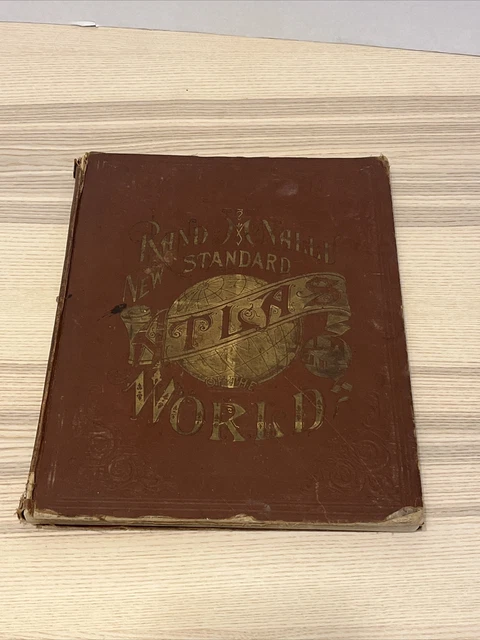 RAND McNALLY
NEW
STANDARD
ATLAS
OF THE
WORLD